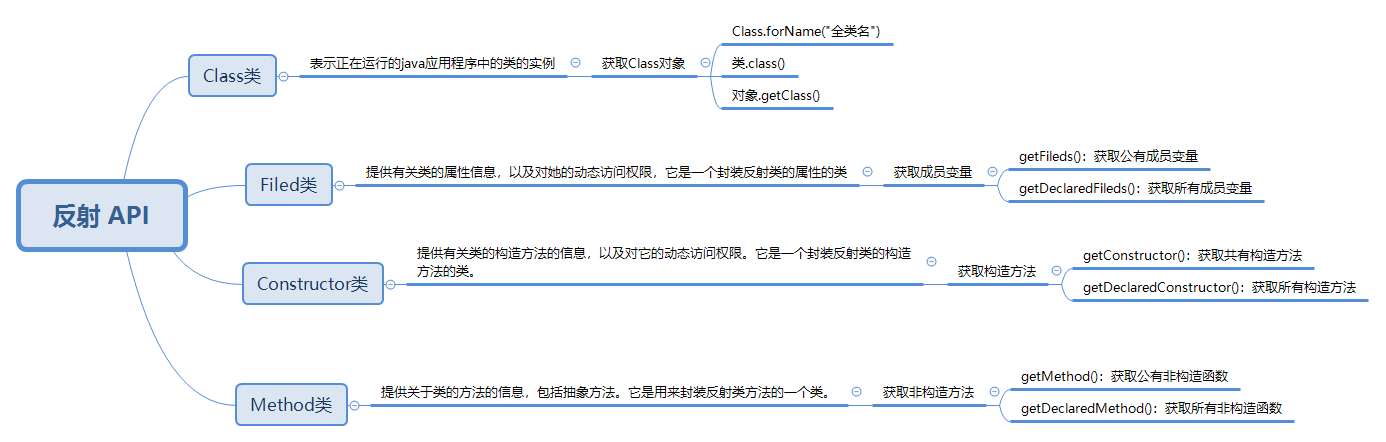 反射 API
Class类
表示正在运行的java应用程序中的类的实例
获取Class对象
Class.forName("全类名")
类.class()
对象.getClass()
Filed类
提供有关类的属性信息，以及对她的动态访问权限，它是一个封装反射类的属性的类
获取成员变量
getFileds()：获取公有成员变量
getDeclaredFileds()：获取所有成员变量
Constructor类
提供有关类的构造方法的信息，以及对它的动态访问权限。它是一个封装反射类的构造
方法的类。
获取构造方法
getConstructor()：获取共有构造方法
getDeclaredConstructor()：获取所有构造方法
Method类
提供关于类的方法的信息，包括抽象方法。它是用来封装反射类方法的一个类。
获取非构造方法
getMethod()：获取公有非构造函数
getDeclaredMethod()：获取所有非构造函数